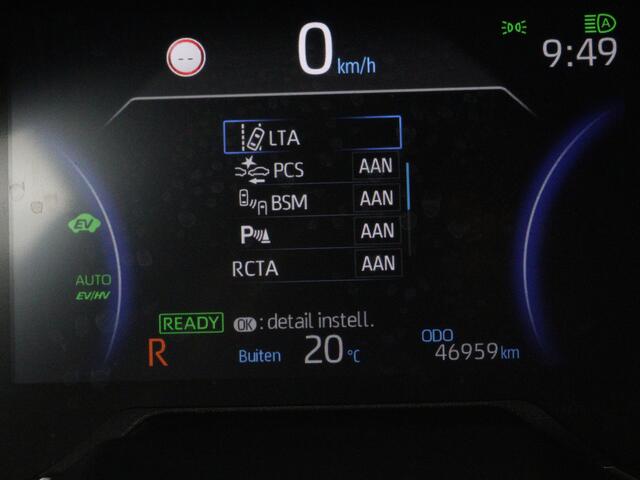 --
0 km/h
A
9:49
LTA
PCS AAN
BSM AAN
P AAN
RCTA AAN
EV
AUTO
EV/HV
READY OK : detail instell.
R Buiten 20 °C
ODO
46959 km